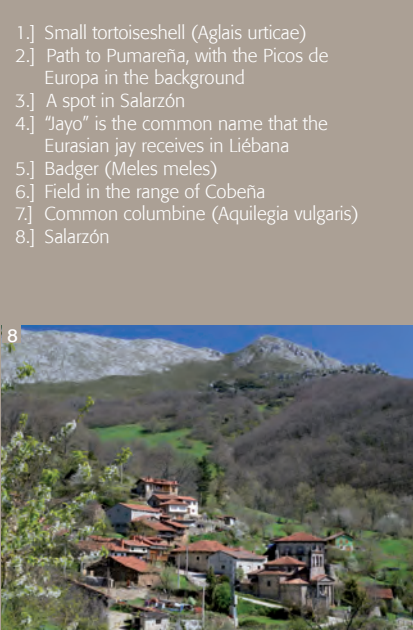 1.] Small tortoiseshell (Aglais urticae)
2.] Path to Pumareña, with the Picos de
Europa in the background
3.] A spot in Salarzón
4.] “Jayo” is the common name that the
Eurasian jay receives in Liébana
5.] Badger (Meles meles)
6.] Field in the range of Cobeña
7.] Common columbine (Aquilegia vulgaris)
8.] Salarzón
8